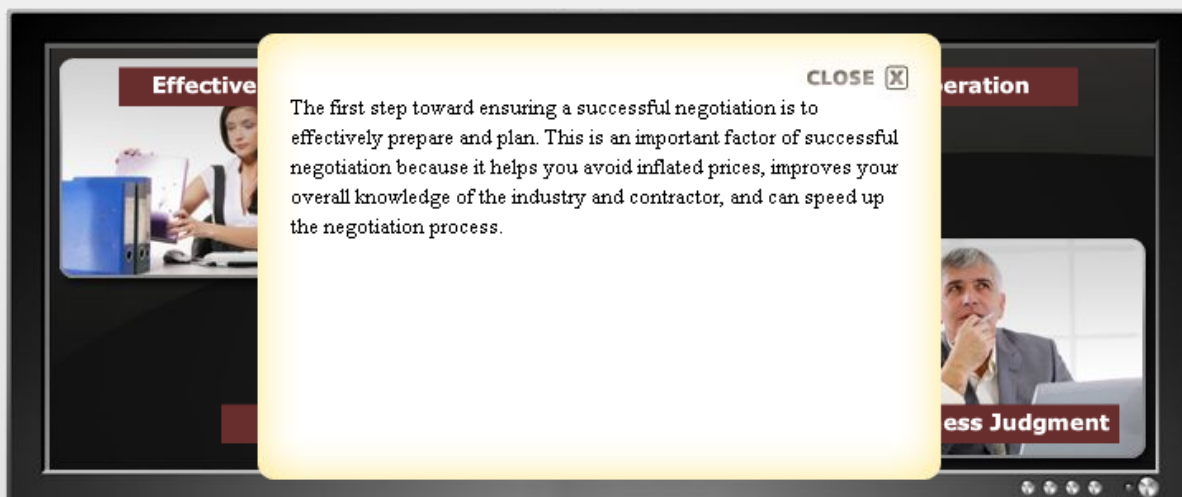 Effective
CLOSE X
eration
The first step toward ensuring a successful negotiation is to
effectively prepare and plan. This is an important factor of successful
negotiation because it helps you avoid inflated prices, improves your
overall knowledge of the industry and contractor, and can speed up
the negotiation process.
ess Judgment